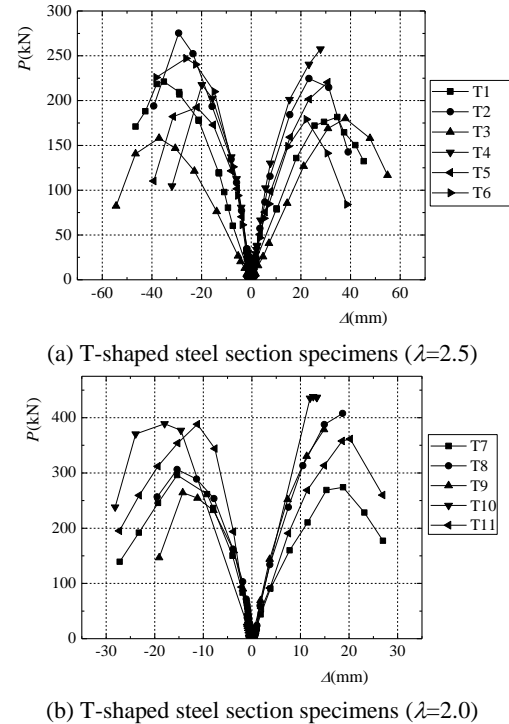 300
250
200
150
100
50
0
P(kN)
-60 -40 -20 0 20 40 60
Δ(mm)
T1
T2
T3
T4
T5
T6
(a) T-shaped steel section specimens (λ=2.5)
400
300
200
100
0
P(kN)
-30 -20 -10 0 10 20 30
Δ(mm)
T7
T8
T9
T10
T11
(b) T-shaped steel section specimens (λ=2.0)